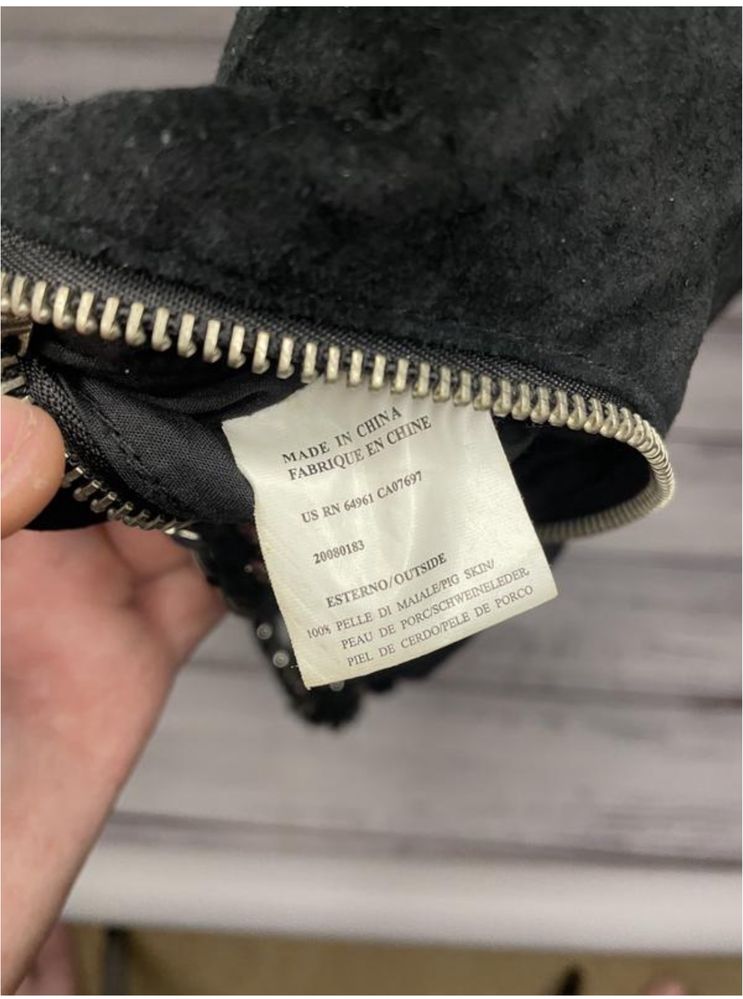 MADE IN CHINA
FABRIQUE EN CHINE
US RN 64961 CA07697
20080183
ESTERNO/OUTSIDE
100% PELLE DI MAIALE/PIG SKIN/
PEAU DE PORC/SCHWEINELEDER,
PIEL DE CERDO/PELE DE PORCO